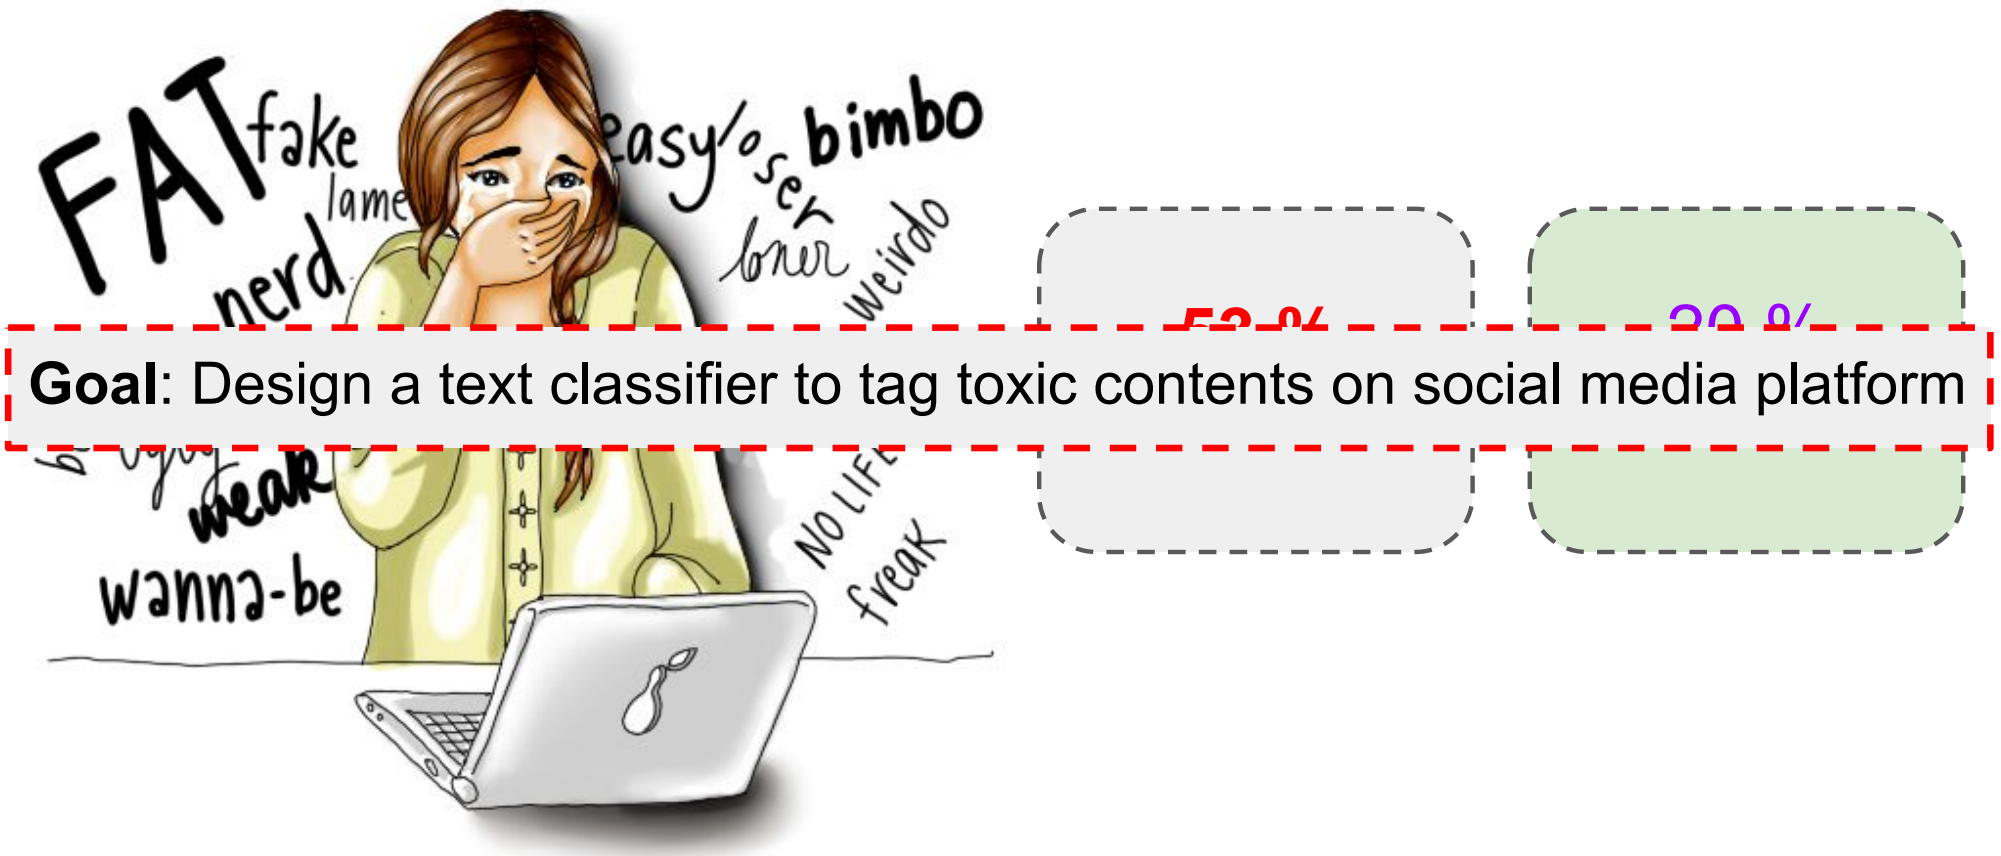 FAT
fake
lame
nerd
easy
loser
bimbo
loner
weirdo
53 %
Goal: Design a text classifier to tag toxic contents on social media platform
weak
wanna-be
NO LIFE
freak